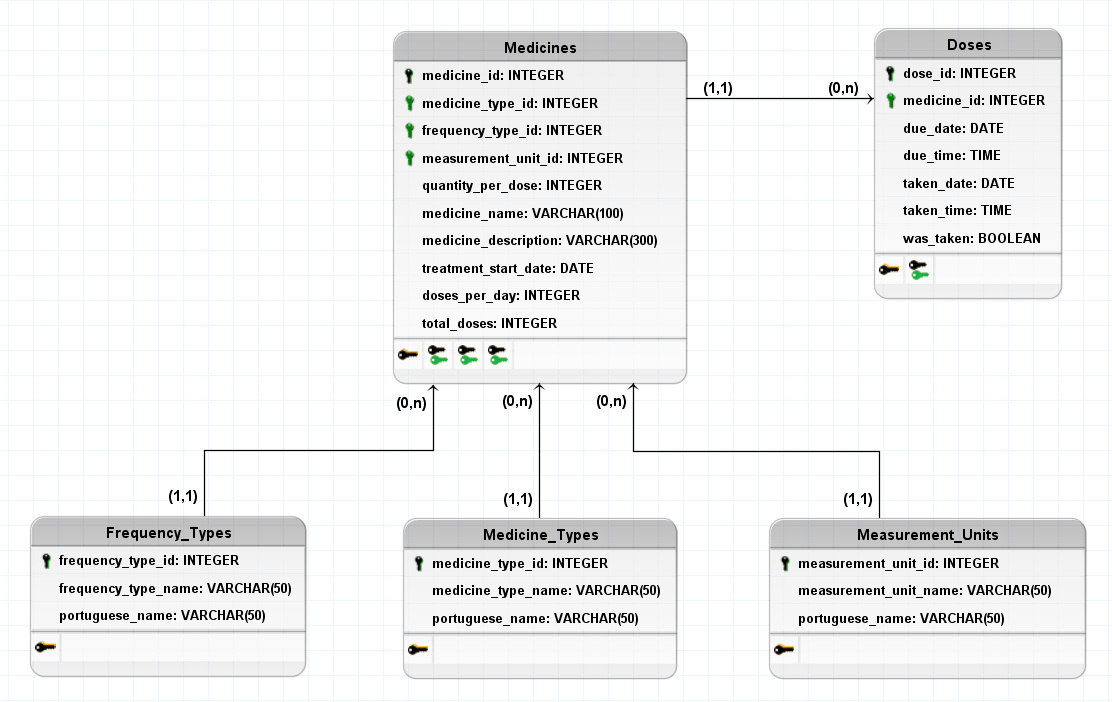 Medicines
medicine_id: INTEGER
medicine_type_id: INTEGER
frequency_type_id: INTEGER
measurement_unit_id: INTEGER
quantity_per_dose: INTEGER
medicine_name: VARCHAR(100)
medicine_description: VARCHAR(300)
treatment_start_date: DATE
doses_per_day: INTEGER
total_doses: INTEGER
(1,1)
(0,n)
Doses
dose_id: INTEGER
medicine_id: INTEGER
due_date: DATE
due_time: TIME
taken_date: DATE
taken_time: TIME
was_taken: BOOLEAN
(0,n)
(0,n)
(0,n)
(1,1)
(1,1)
(1,1)
Frequency_Types
frequency_type_id: INTEGER
frequency_type_name: VARCHAR(50)
portuguese_name: VARCHAR(50)
Medicine_Types
medicine_type_id: INTEGER
medicine_type_name: VARCHAR(50)
portuguese_name: VARCHAR(50)
Measurement_Units
measurement_unit_id: INTEGER
measurement_unit_name: VARCHAR(50)
portuguese_name: VARCHAR(50)